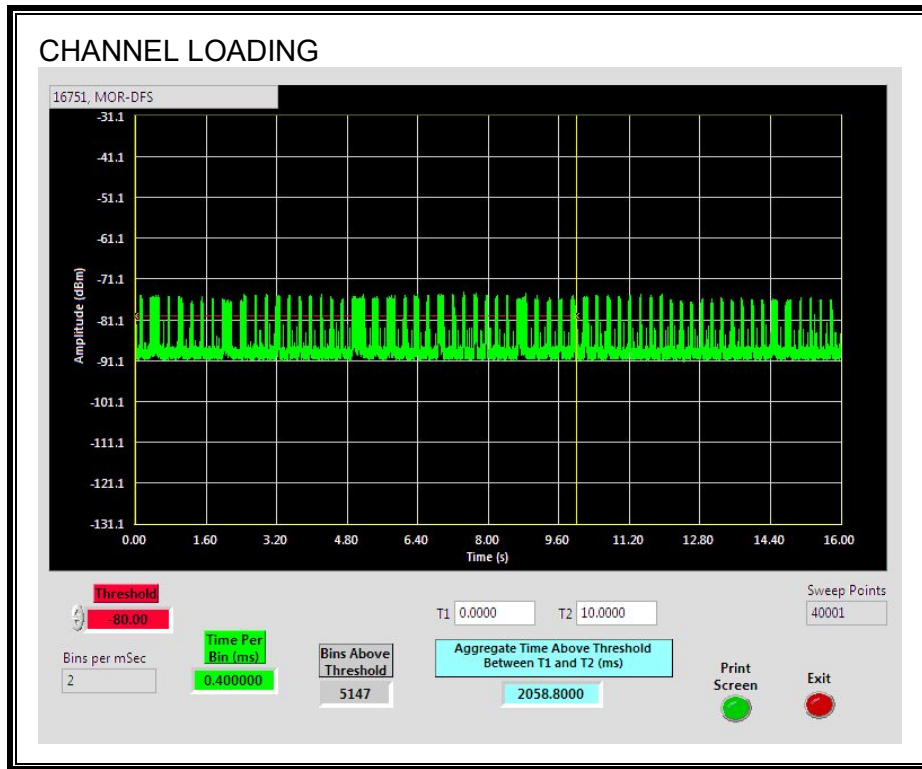 CHANNEL LOADING
16751, MOR-DFS
-31.1
-41.1
-51.1
-61.1
-71.1
-81.1
-91.1
-101.1
-111.1
-121.1
-131.1
Amplitude (dBm)
0.00 1.60 3.20 4.80 6.40 8.00 9.60 11.20 12.80 14.40 16.00
Time (s)
Threshold
-80.00
Bins per mSec
2
Time Per
Bin (ms)
0.400000
Bins Above
Threshold
5147
T1 0.0000 T2 10.0000
Aggregate Time Above Threshold
Between T1 and T2 (ms)
2058.8000
Print
Screen
Exit
Sweep Points
40001